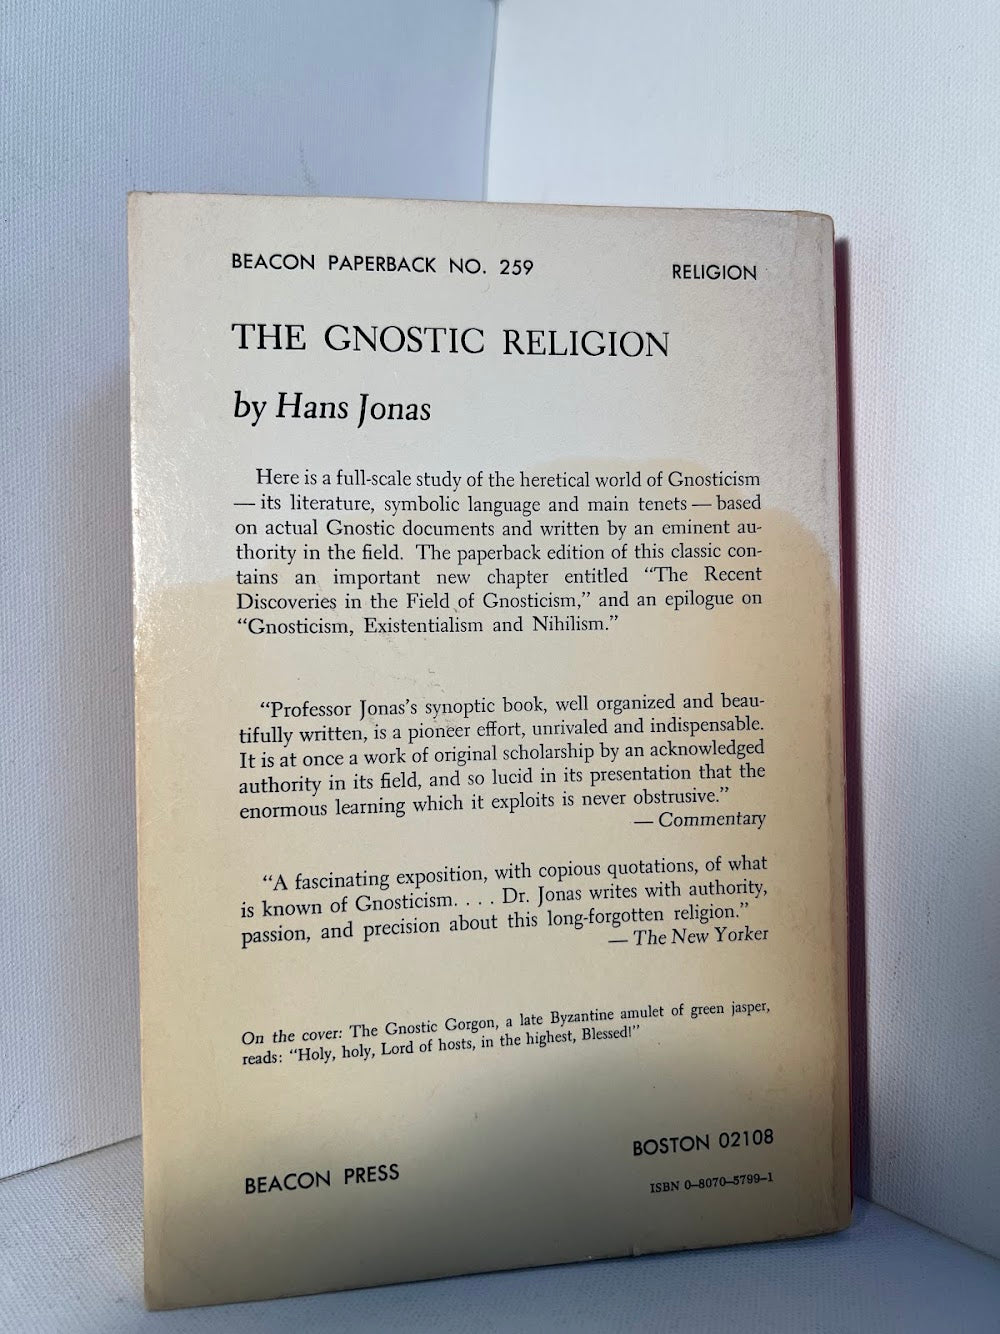 BEACON PAPERBACK NO. 259 RELIGION
THE GNOSTIC RELIGION
by Hans Jonas
Here is a full-scale study of the heretical world of Gnosticism
— its literature, symbolic language and main tenets — based
on actual Gnostic documents and written by an eminent au-
thority in the field. The paperback edition of this classic con-
tains an important new chapter entitled “The Recent
Discoveries in the Field of Gnosticism,” and an epilogue on
“Gnosticism, Existentialism and Nihilism.”
“Professor Jonas’s synoptic book, well organized and beau-
tifully written, is a pioneer effort, unrivaled and indispensable.
It is at once a work of original scholarship by an acknowledged
authority in its field, and so lucid in its presentation that the
enormous learning which it exploits is never obstrusive.”
— Commentary
“A fascinating exposition, with copious quotations, of what
is known of Gnosticism. . . . Dr. Jonas writes with authority,
passion, and precision about this long-forgotten religion.”
— The New Yorker
On the cover: The Gnostic Gorgon, a late Byzantine amulet of green jasper,
reads: “Holy, holy, Lord of hosts, in the highest, Blessed!”
BEACON PRESS BOSTON 02108
ISBN 0–8070–5799–1